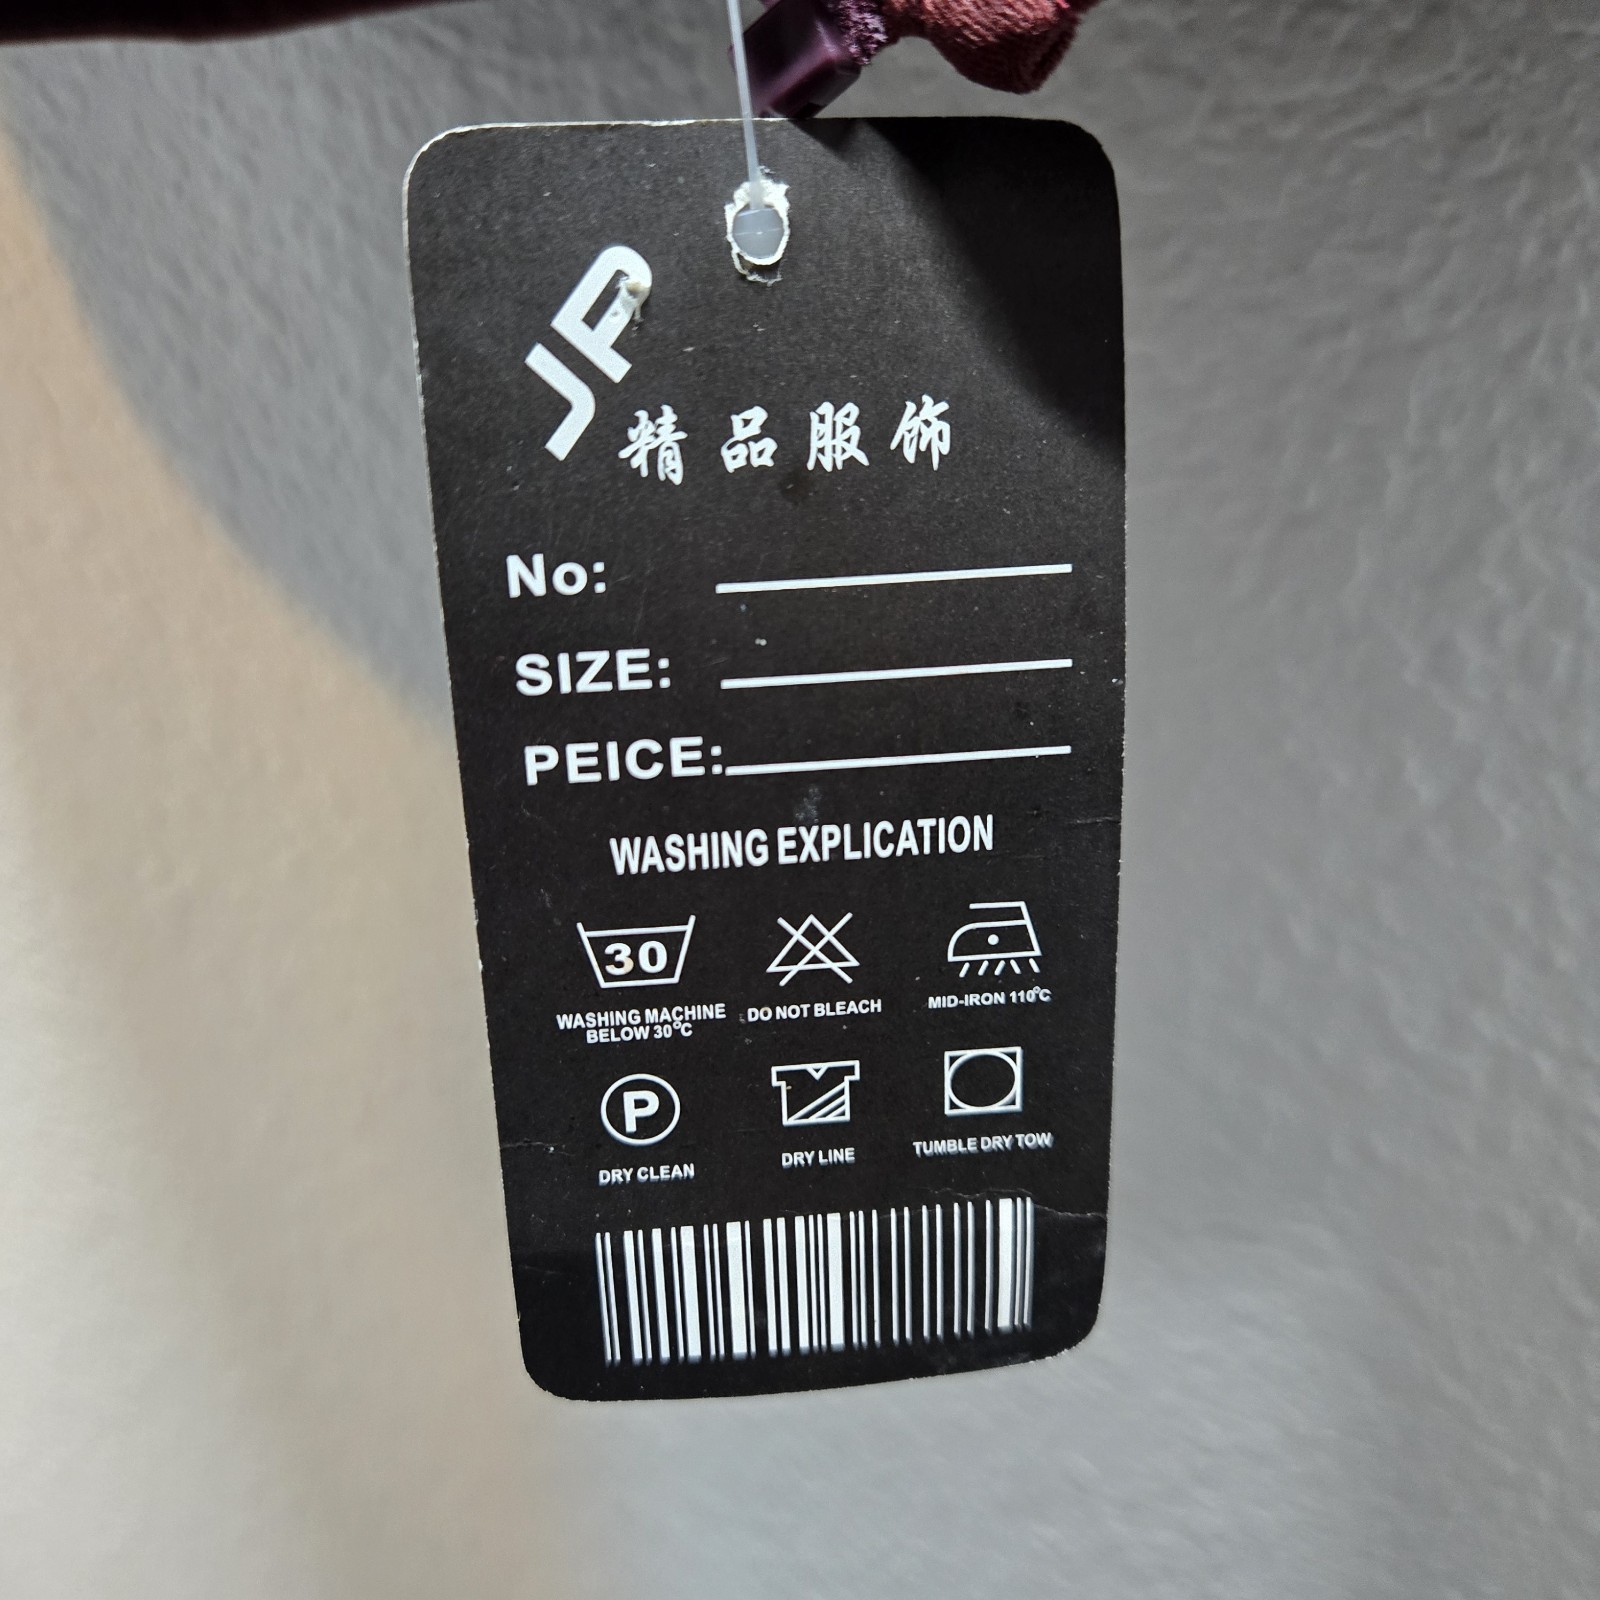 JP
精品服饰
No:
SIZE:
PEICE:
WASHING EXPLICATION
30
WASHING MACHINE
BELOW 30°C
DO NOT BLEACH
MID-IRON 110°C
P
DRY CLEAN
DRY LINE
TUMBLE DRY TOW